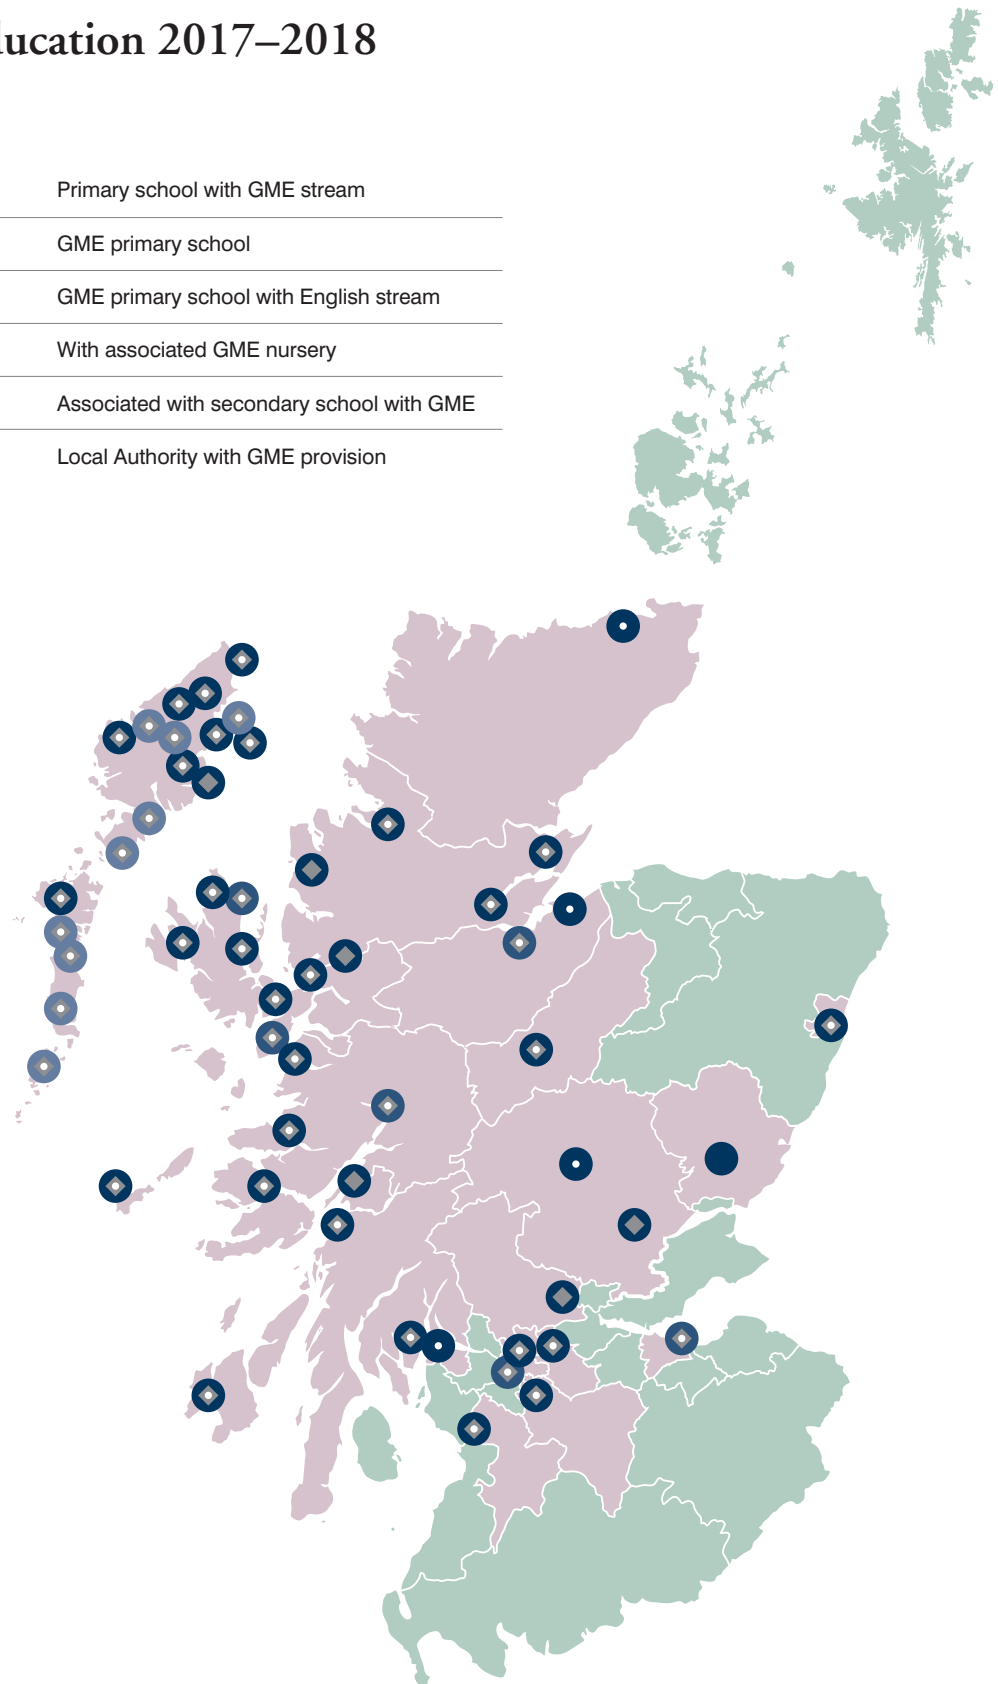 ucation 2017–2018
Primary school with GME stream
GME primary school
GME primary school with English stream
With associated GME nursery
Associated with secondary school with GME
Local Authority with GME provision